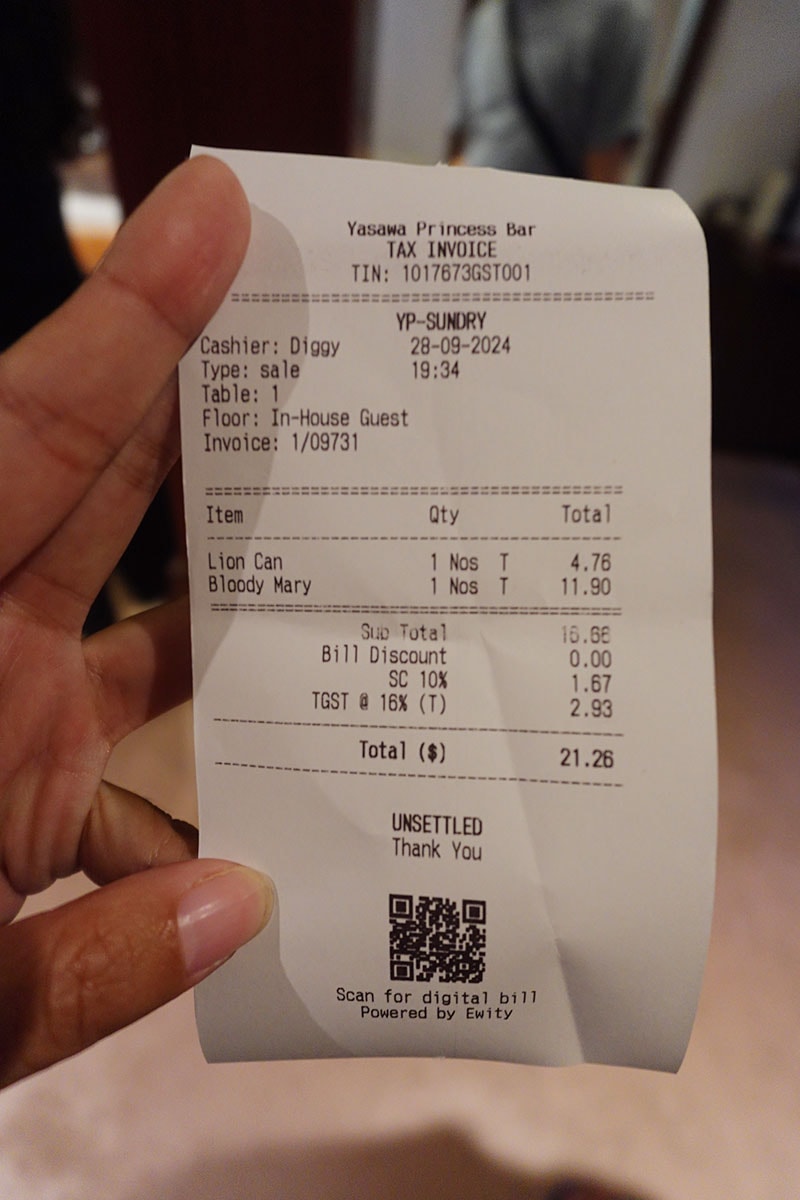 Yasawa Princess Bar
TAX INVOICE
TIN: 1017673GST001
YP-SUNDRY
Cashier: Diggy 28-09-2024
Type: sale 19:34
Table: 1
Floor: In-House Guest
Invoice: 1/09731
Item Qty Total
Lion Can 1 Nos T 4.76
Bloody Mary 1 Nos T 11.90
Sub Total 16.66
Bill Discount 0.00
SC 10% 1.67
TGST @ 16% (T) 2.93
Total ($) 21.26
UNSETTLED
Thank You
Scan for digital bill
Powered by Ewity